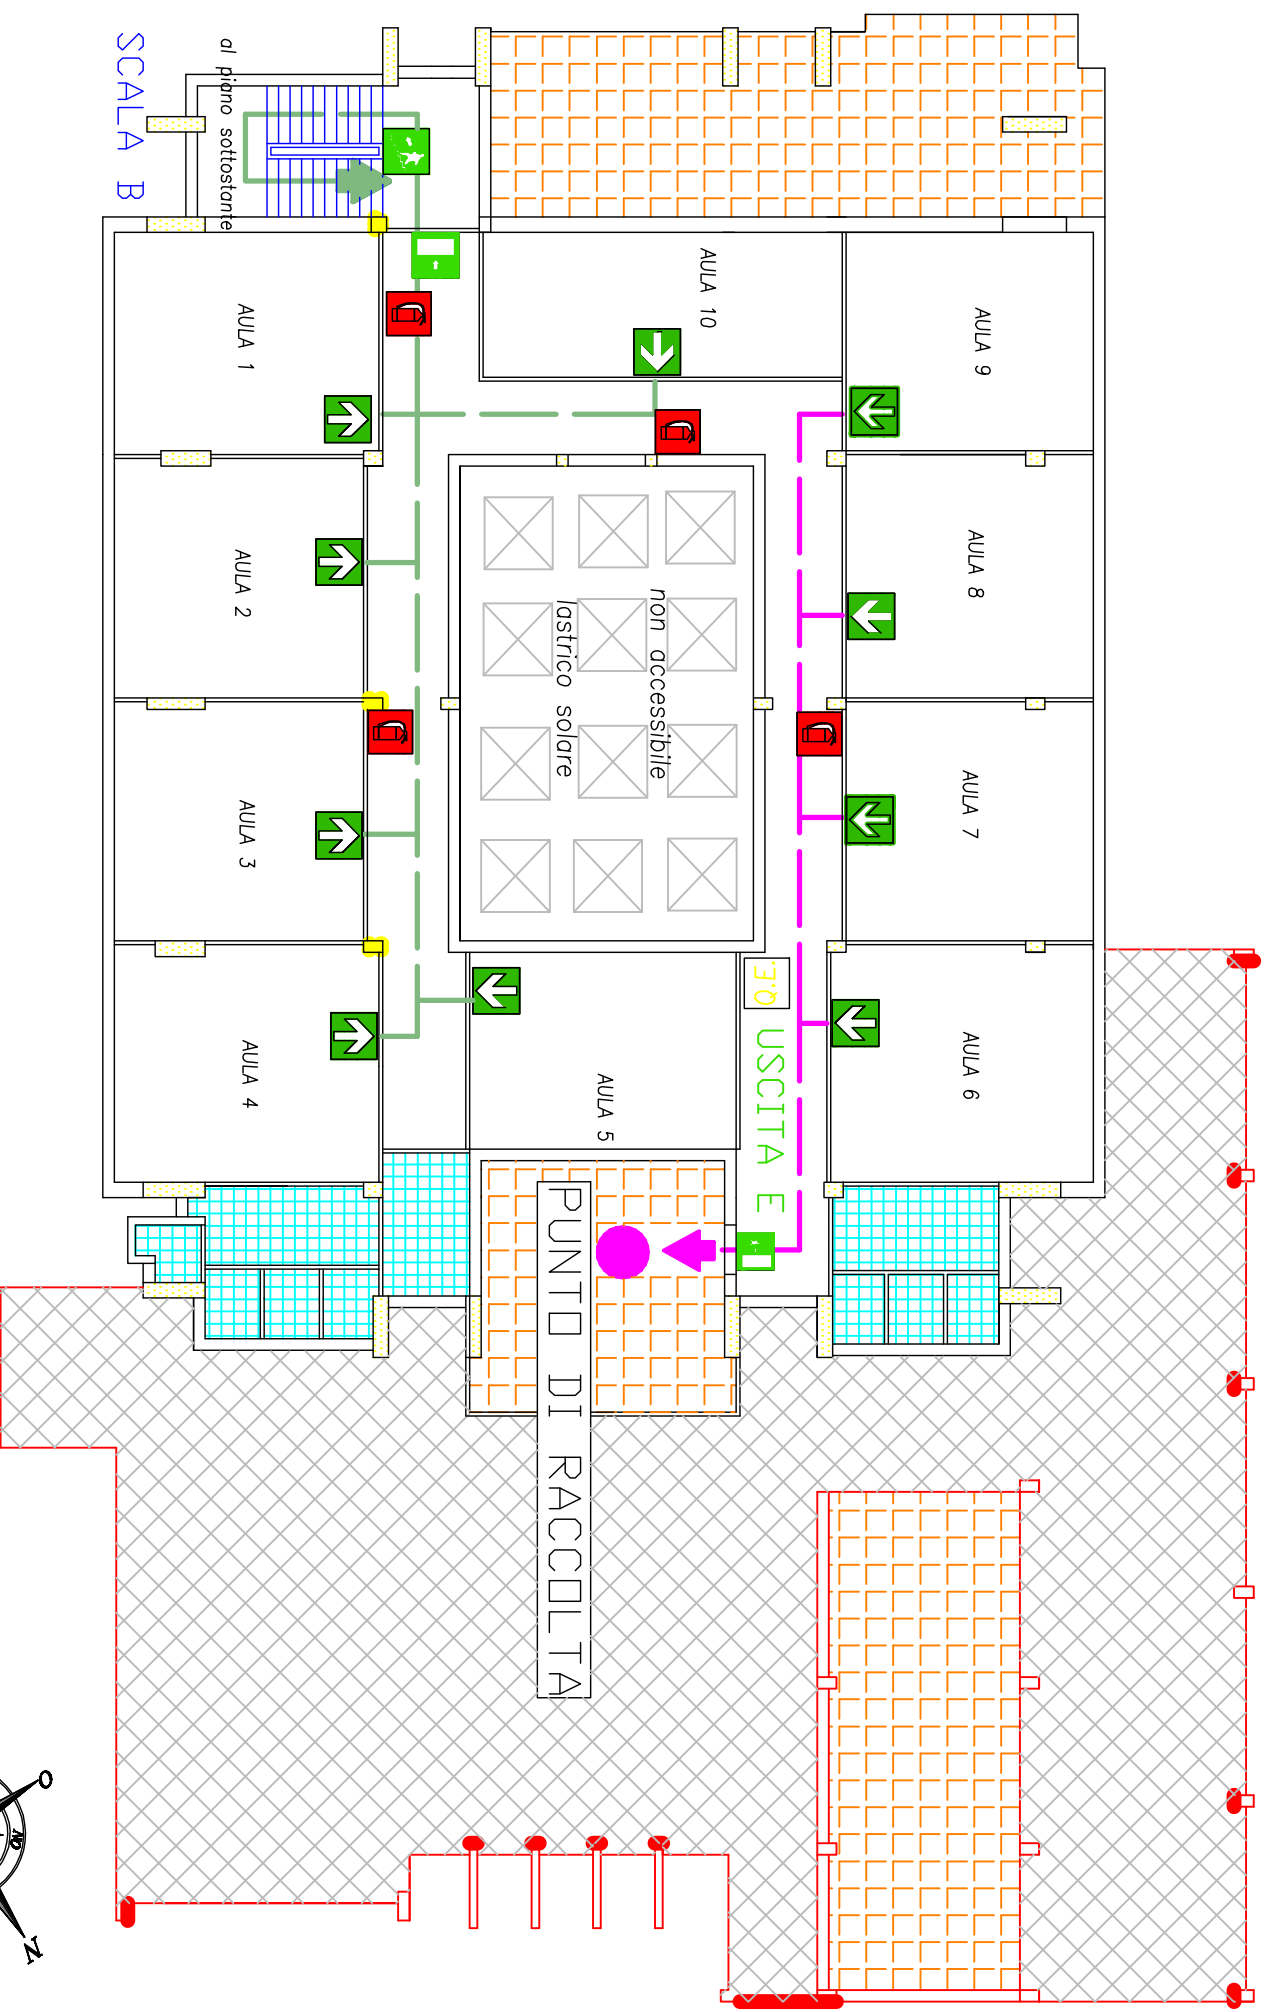 SCALA B
al piano sottostante
AULA 1
AULA 2
AULA 3
AULA 4
AULA 5
AULA 6
AULA 7
AULA 8
AULA 9
AULA 10
non accessibile
lastrico solare
Q.E.
USCITA E
PUNTO DI RACCOLTA
O
NO
N